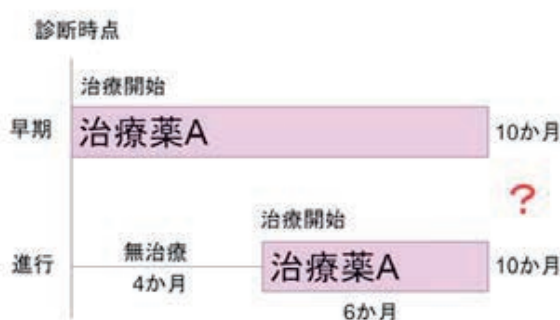 診断時点
治療開始
早期
治療薬A
10か月
?
治療開始
進行
無治療
4か月
治療薬A
10か月
6か月